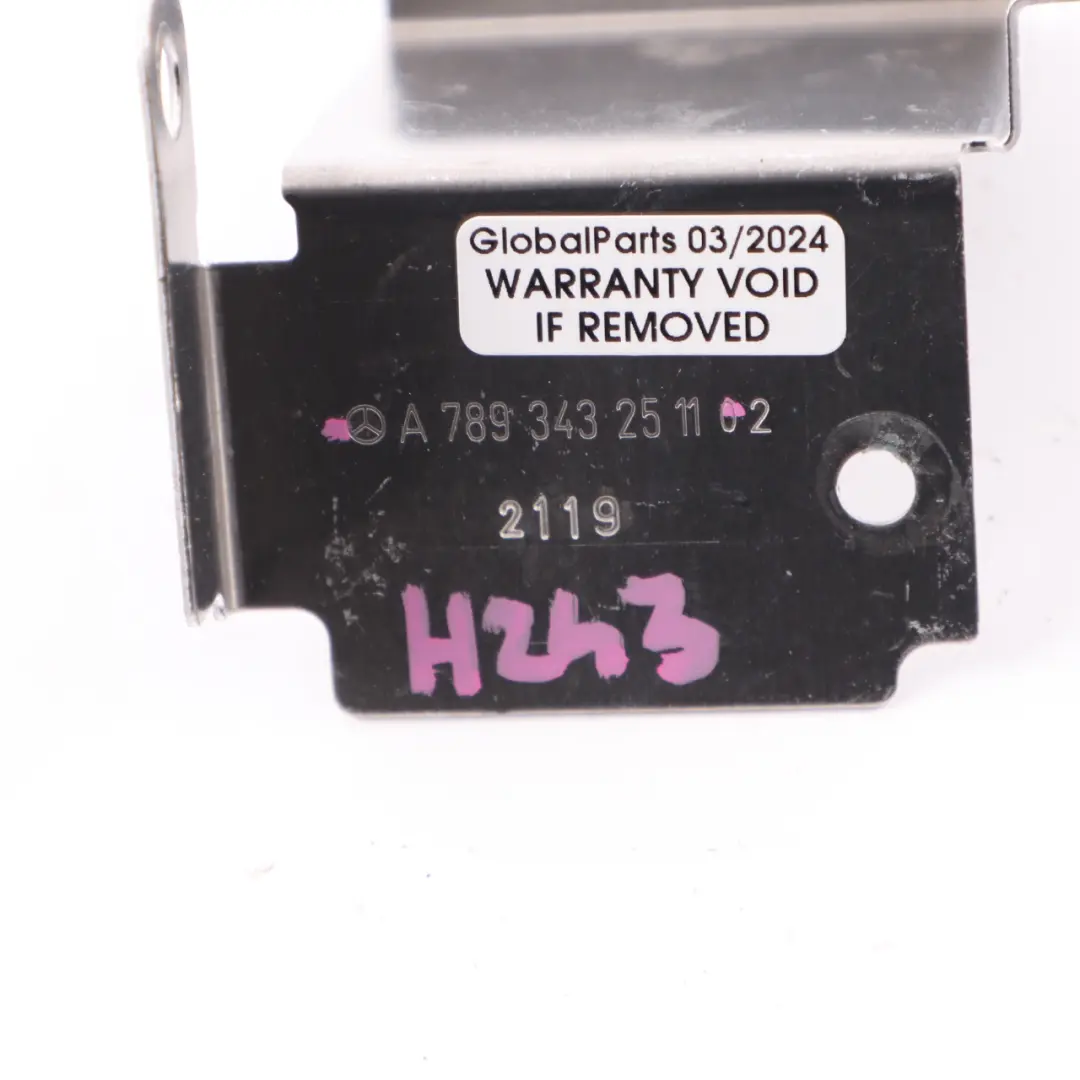 GlobalParts 03/2024
WARRANTY VOID
IF REMOVED
A 789 343 25 11 02
2119
H243